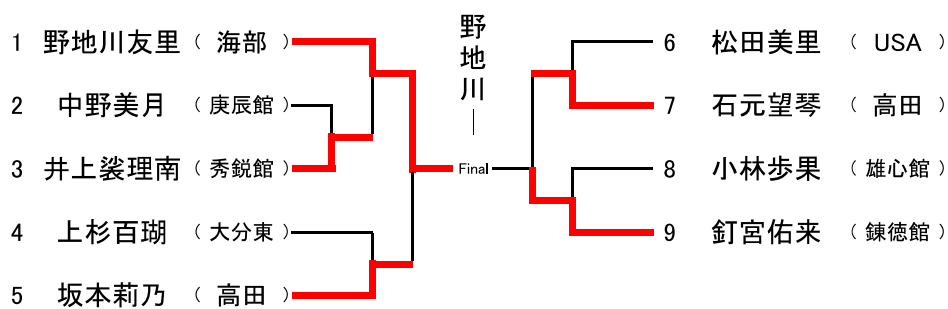 1 野地川友里 （ 海部 ）
2 中野美月 （ 庚辰館 ）
3 井上裟理南 （ 秀鋭館 ）
4 上杉百瑚 （ 大分東 ）
5 坂本莉乃 （ 高田 ）
野地川
Final
6 松田美里 （ USA ）
7 石元望琴 （ 高田 ）
8 小林歩果 （ 雄心館 ）
9 釘宮佑来 （ 錬徳館 ）